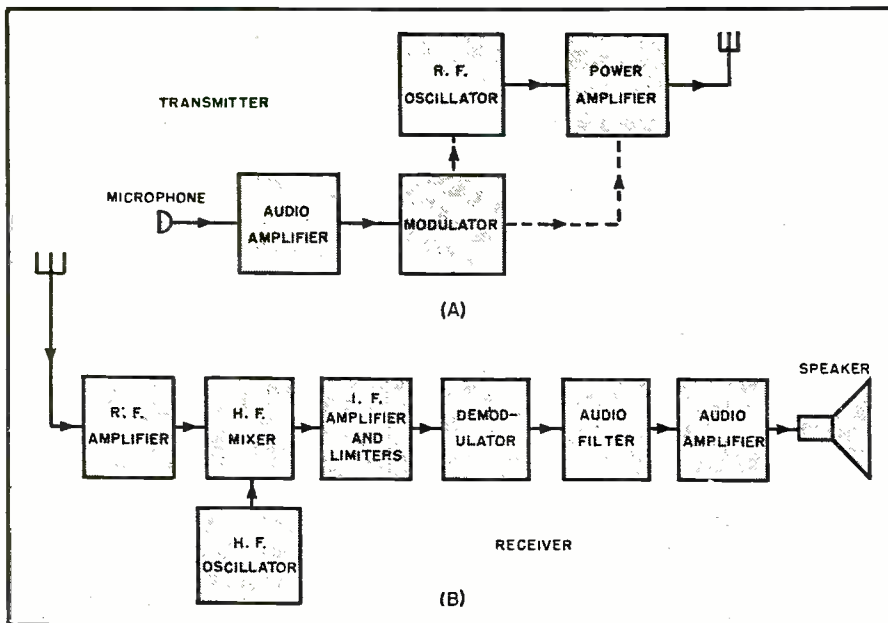 TRANSMITTER
R. F.
OSCILLATOR
POWER
AMPLIFIER
MICROPHONE
AUDIO
AMPLIFIER
MODULATOR
(A)
R. F.
AMPLIFIER
H. F.
MIXER
I. F.
AMPLIFIER
AND
LIMITERS
DEMOD-
ULATOR
AUDIO
FILTER
AUDIO
AMPLIFIER
SPEAKER
H. F.
OSCILLATOR
RECEIVER
(B)